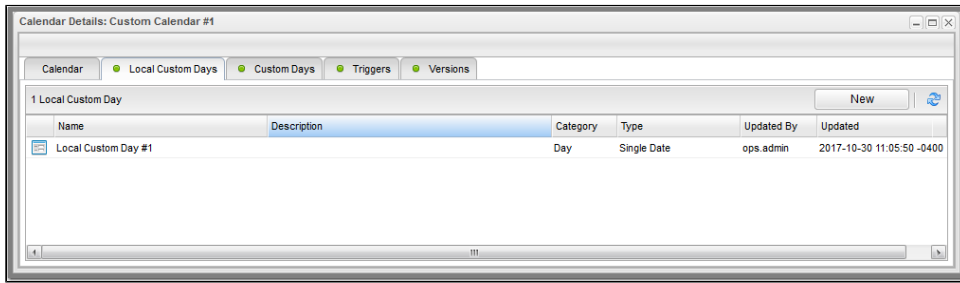 Calendar Details: Custom Calendar #1
Calendar Local Custom Days Custom Days Triggers Versions
1 Local Custom Day New
Name Description Category Type Updated By Updated
Local Custom Day #1 Day Single Date ops.admin 2017-10-30 11:05:50 -0400